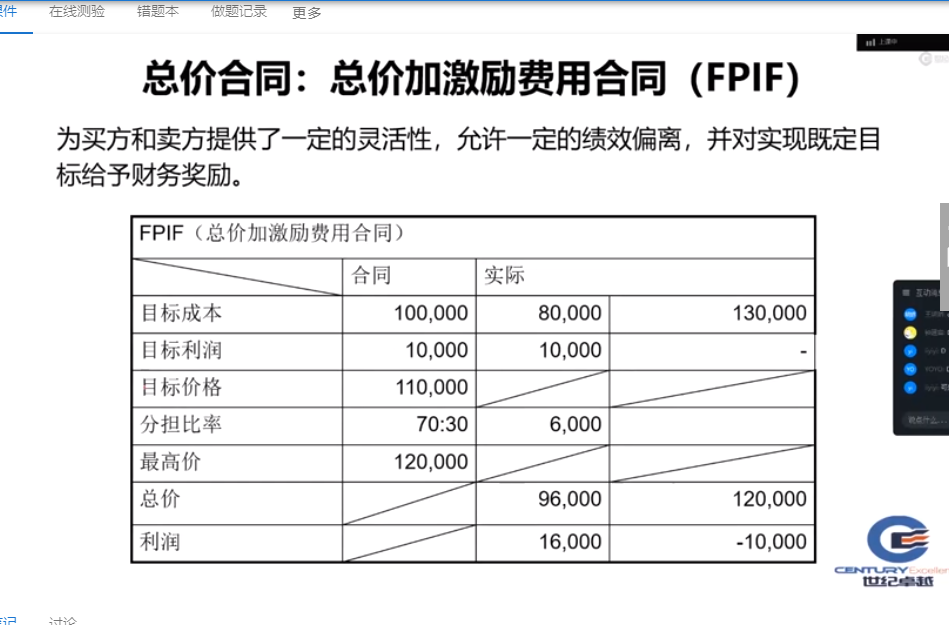 在线测验 错题本 做题记录 更多
上课中
总价合同：总价加激励费用合同（FPIF）
为买方和卖方提供了一定的灵活性，允许一定的绩效偏离，并对实现既定目
标给予财务奖励。
FPIF（总价加激励费用合同）
合同 实际
目标成本 100,000 80,000 130,000
目标利润 10,000 10,000 -
目标价格 110,000
分担比率 70:30 6,000
最高价 120,000
总价 96,000 120,000
利润 16,000 -10,000
CENTURY
世纪卓越
讨论